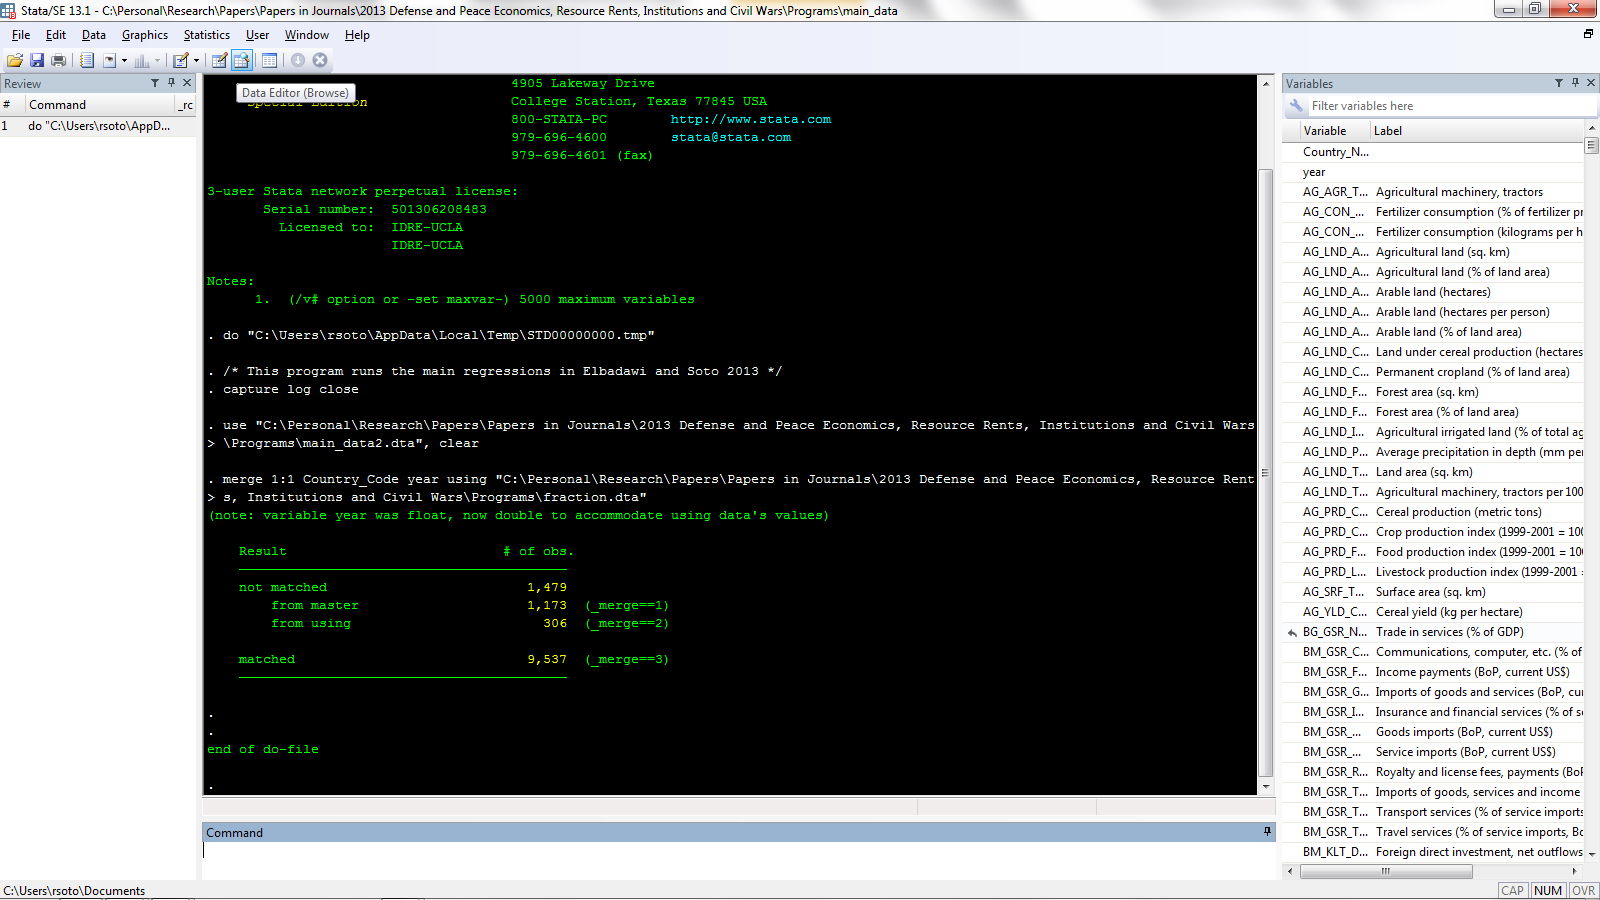 Stata/SE 13.1 - C:\Personal\Research\Papers\Papers in Journals\2013 Defense and Peace Economics, Resource Rents, Institutions and Civil Wars\Programs\main_data
File Edit Data Graphics Statistics User Window Help
Review
# Command _rc
1 do "C:\Users\rsoto\AppD...
Data Editor (Browse)
4905 Lakeway Drive
Special Edition College Station, Texas 77845 USA
800-STATA-PC http://www.stata.com
979-696-4600 stata@stata.com
979-696-4601 (fax)
3-user Stata network perpetual license:
Serial number: 501306208483
Licensed to: IDRE-UCLA
IDRE-UCLA
Notes:
1. (/v# option or -set maxvar-) 5000 maximum variables
. do "C:\Users\rsoto\AppData\Local\Temp\STD00000000.tmp"
. /* This program runs the main regressions in Elbadawi and Soto 2013 */
. capture log close
. use "C:\Personal\Research\Papers\Papers in Journals\2013 Defense and Peace Economics, Resource Rents, Institutions and Civil Wars
> \Programs\main_data2.dta", clear
. merge 1:1 Country_Code year using "C:\Personal\Research\Papers\Papers in Journals\2013 Defense and Peace Economics, Resource Rent
> s, Institutions and Civil Wars\Programs\fraction.dta"
(note: variable year was float, now double to accommodate using data's values)
Result # of obs.
not matched 1,479
from master 1,173 (_merge==1)
from using 306 (_merge==2)
matched 9,537 (_merge==3)
.
.
end of do-file
.
Command
C:\Users\rsoto\Documents
Variables
Filter variables here
Variable Label
Country_N...
year
AG_AGR_T... Agricultural machinery, tractors
AG_CON_... Fertilizer consumption (% of fertilizer pr
AG_CON_... Fertilizer consumption (kilograms per h
AG_LND_A... Agricultural land (sq. km)
AG_LND_A... Agricultural land (% of land area)
AG_LND_A... Arable land (hectares)
AG_LND_A... Arable land (hectares per person)
AG_LND_A... Arable land (% of land area)
AG_LND_C... Land under cereal production (hectares
AG_LND_C... Permanent cropland (% of land area)
AG_LND_F... Forest area (sq. km)
AG_LND_F... Forest area (% of land area)
AG_LND_I... Agricultural irrigated land (% of total ag
AG_LND_P... Average precipitation in depth (mm per
AG_LND_T... Land area (sq. km)
AG_LND_T... Agricultural machinery, tractors per 100
AG_PRD_C... Cereal production (metric tons)
AG_PRD_C... Crop production index (1999-2001 = 100
AG_PRD_F... Food production index (1999-2001 = 100
AG_PRD_L... Livestock production index (1999-2001 =
AG_SRF_T... Surface area (sq. km)
AG_YLD_C... Cereal yield (kg per hectare)
BG_GSR_N... Trade in services (% of GDP)
BM_GSR_C... Communications, computer, etc. (% of
BM_GSR_F... Income payments (BoP, current US$)
BM_GSR_G... Imports of goods and services (BoP, cur
BM_GSR_I... Insurance and financial services (% of se
BM_GSR_... Goods imports (BoP, current US$)
BM_GSR_... Service imports (BoP, current US$)
BM_GSR_R... Royalty and license fees, payments (BoP
BM_GSR_T... Imports of goods, services and income
BM_GSR_T... Transport services (% of service imports
BM_GSR_T... Travel services (% of service imports, Bo
BM_KLT_D... Foreign direct investment, net outflows
CAP NUM OVR